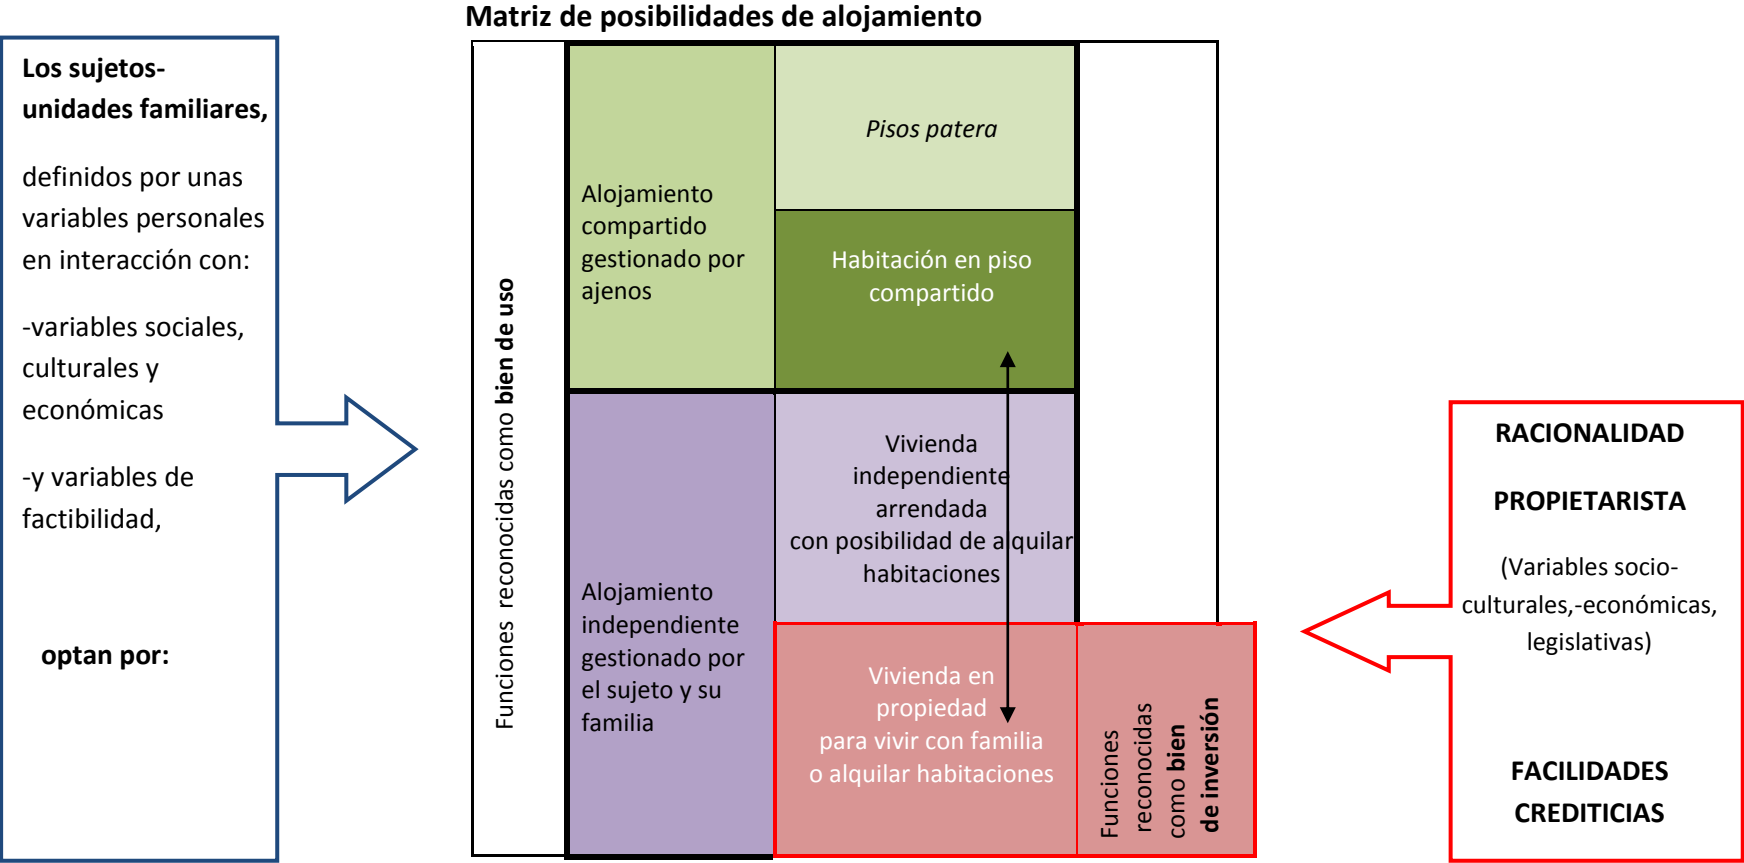 Matriz de posibilidades de alojamiento
Los sujetos-
unidades familiares,
definidos por unas
variables personales
en interacción con:
-variables sociales,
culturales y
económicas
-y variables de
factibilidad,
optan por:
Funciones reconocidas como bien de uso
Alojamiento
compartido
gestionado por
ajenos
Pisos patera
Habitación en piso
compartido
Alojamiento
independiente
gestionado por
el sujeto y su
familia
Vivienda
independiente
arrendada
con posibilidad de alquilar
habitaciones
Vivienda en
propiedad
para vivir con familia
o alquilar habitaciones
Funciones
reconocidas
como bien
de inversión
RACIONALIDAD
PROPIETARISTA
(Variables socio-
culturales,-económicas,
legislativas)
FACILIDADES
CREDITICIAS